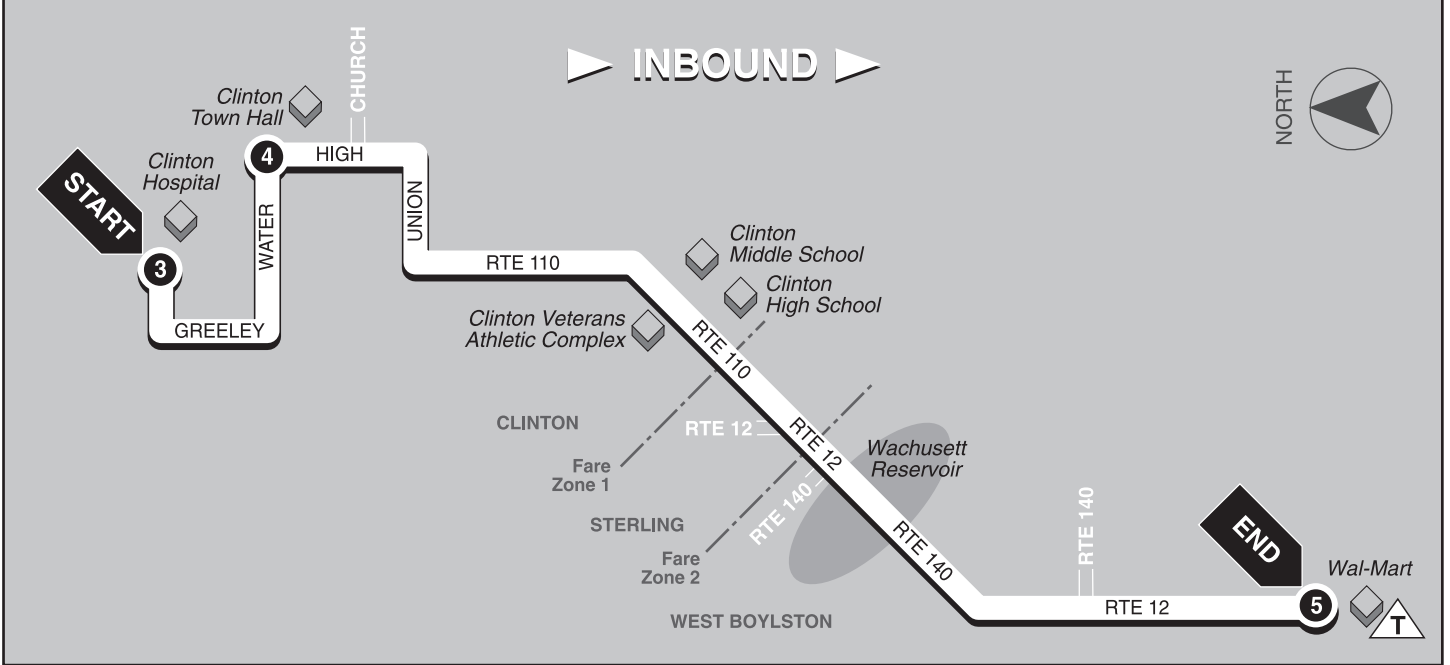 INBOUND
NORTH
CHURCH
Clinton
Town Hall
Clinton
Hospital
START
3
4
HIGH
WATER
UNION
GREELEY
RTE 110
Clinton
Middle School
Clinton
High School
Clinton Veterans
Athletic Complex
RTE 110
CLINTON
Fare
Zone 1
RTE 12
RTE 12
Wachusett
Reservoir
STERLING
Fare
Zone 2
RTE 140
RTE 140
WEST BOYLSTON
RTE 140
RTE 12
END
5
Wal-Mart
T